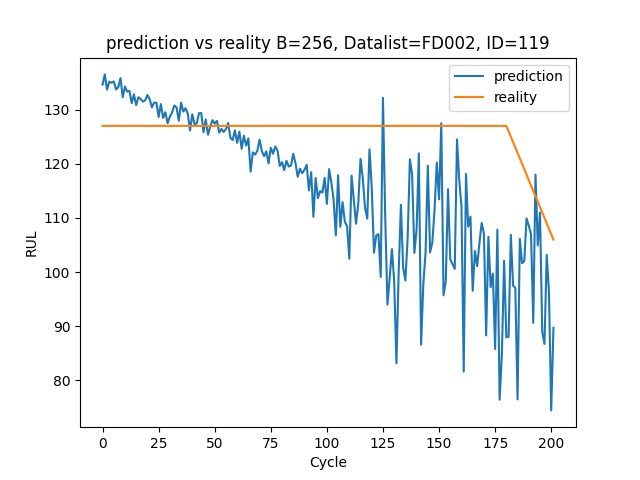 prediction vs reality B=256, Datalist=FD002, ID=119
prediction
reality
RUL
130
120
110
100
90
80
0 25 50 75 100 125 150 175 200
Cycle